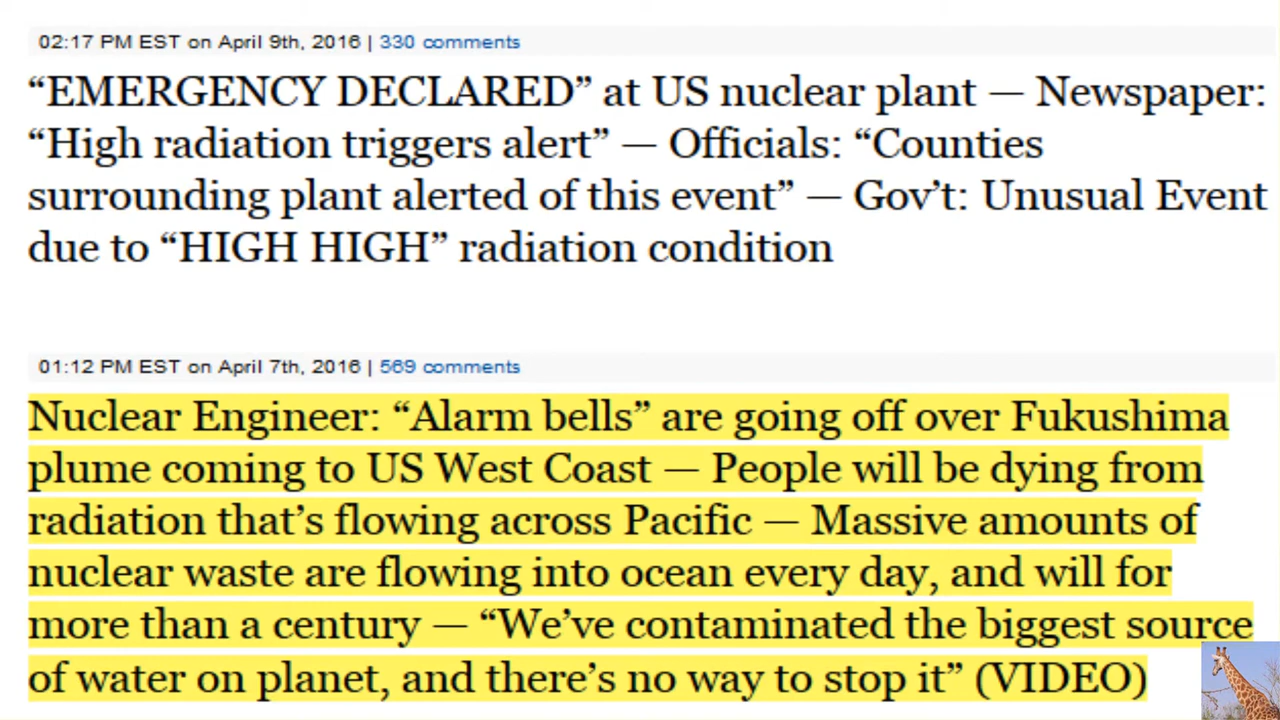 02:17 PM EST on April 9th, 2016 | 330 comments
“EMERGENCY DECLARED” at US nuclear plant — Newspaper:
“High radiation triggers alert” — Officials: “Counties
surrounding plant alerted of this event” — Gov’t: Unusual Event
due to “HIGH HIGH” radiation condition
01:12 PM EST on April 7th, 2016 | 569 comments
Nuclear Engineer: “Alarm bells” are going off over Fukushima
plume coming to US West Coast — People will be dying from
radiation that’s flowing across Pacific — Massive amounts of
nuclear waste are flowing into ocean every day, and will for
more than a century — “We’ve contaminated the biggest source
of water on planet, and there’s no way to stop it” (VIDEO)